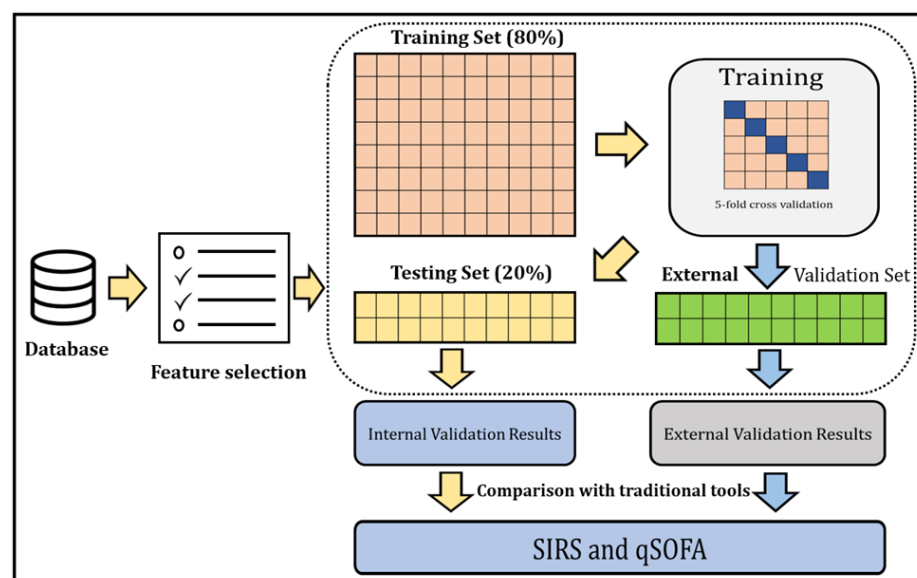 Training Set (80%)
Training
5-fold cross validation
Testing Set (20%)
External Validation Set
Database
Feature selection
Internal Validation Results
External Validation Results
Comparison with traditional tools
SIRS and qSOFA